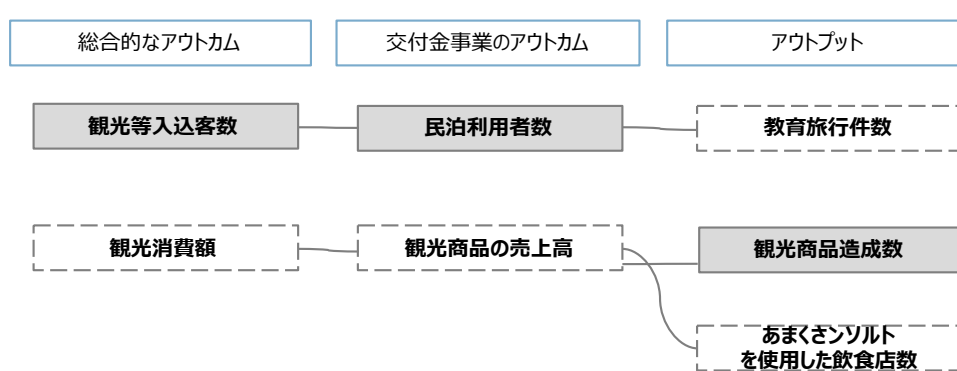 総合的なアウトカム
交付金事業のアウトカム
アウトプット
観光等入込客数
民泊利用者数
教育旅行件数
観光消費額
観光商品の売上高
観光商品造成数
あまくさンソルト
を使用した飲食店数